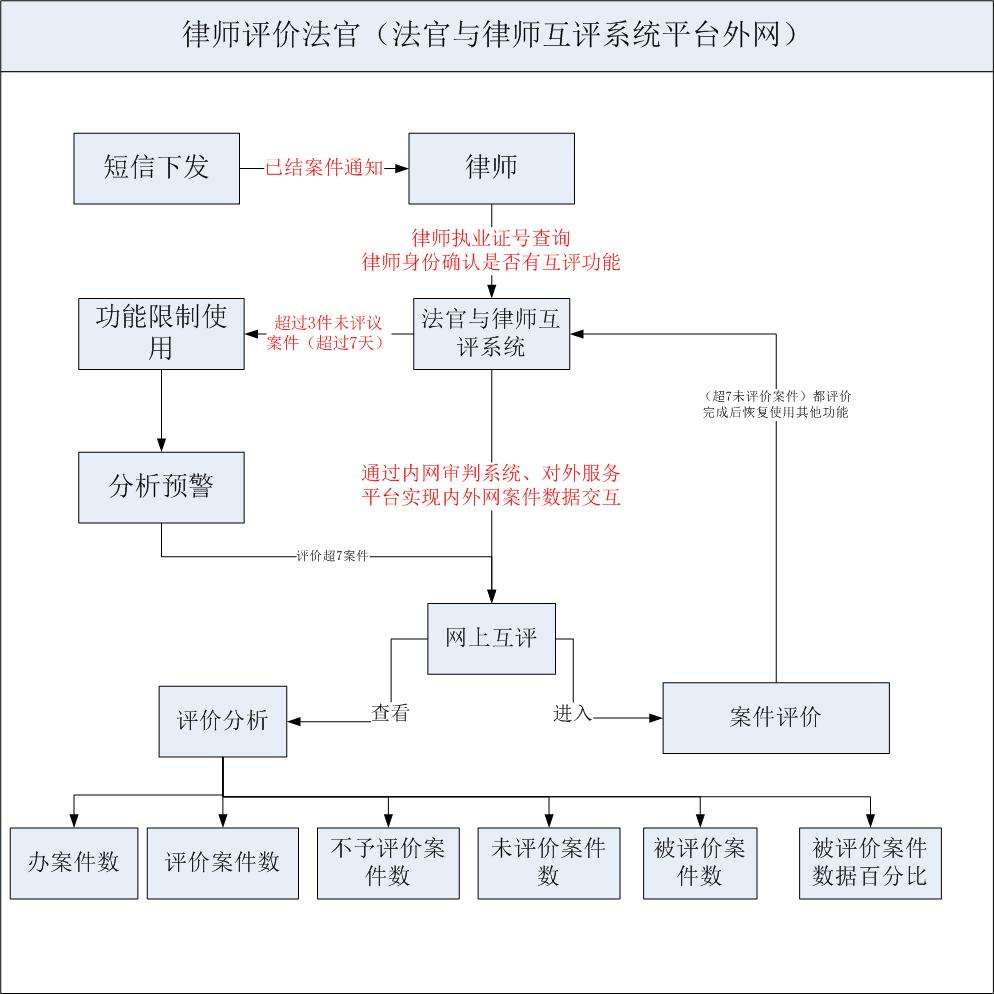 律师评价法官（法官与律师互评系统平台外网）
短信下发
已结案件通知
律师
律师执业证号查询
律师身份确认是否有互评功能
功能限制使
用
超过3件未评议
案件（超过7天）
法官与律师互
评系统
（超7未评价案件）都评价
完成后恢复使用其他功能
分析预警
通过内网审判系统、对外服务
平台实现内外网案件数据交互
评价超7案件
网上互评
评价分析
查看
进入
案件评价
办案件数
评价案件数
不予评价案
件数
未评价案件
数
被评价案
件数
被评价案件
数据百分比